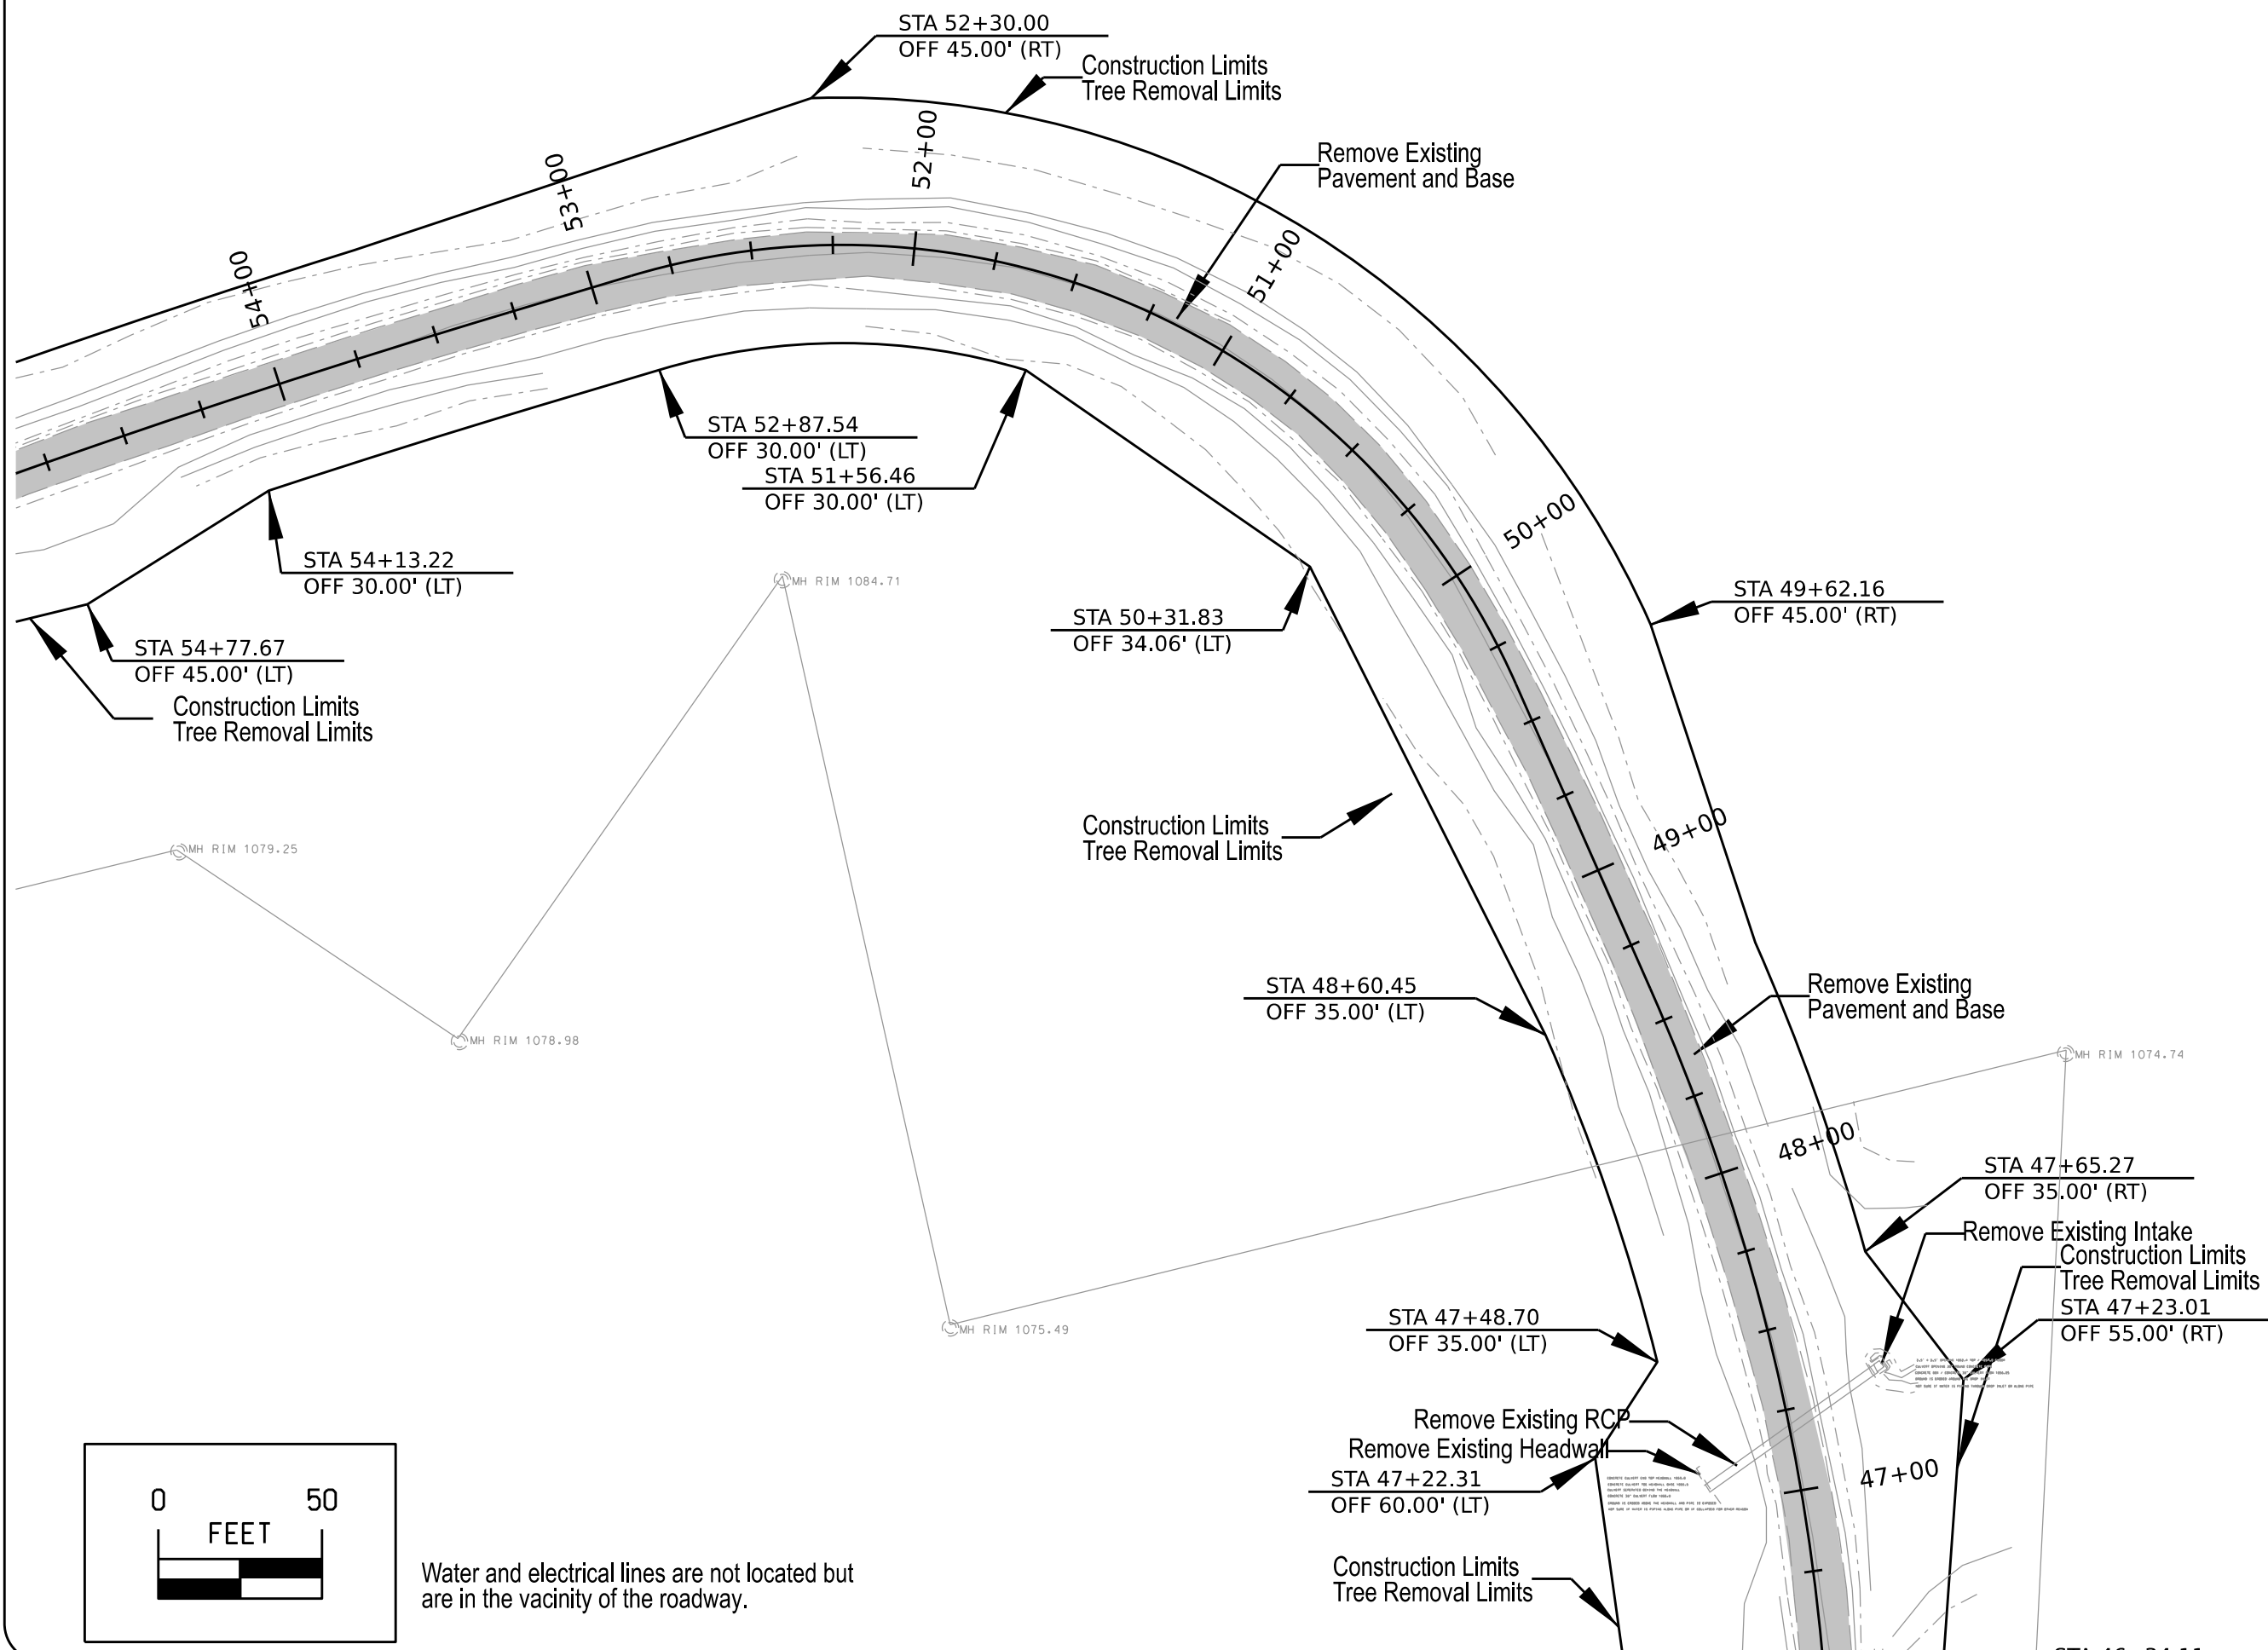 STA 52+30.00
OFF 45.00' (RT)
Construction Limits
Tree Removal Limits
52+00
Remove Existing
Pavement and Base
53+00
51+00
54+00
STA 52+87.54
OFF 30.00' (LT)
STA 51+56.46
OFF 30.00' (LT)
50+00
STA 54+13.22
OFF 30.00' (LT)
MH RIM 1084.71
STA 49+62.16
OFF 45.00' (RT)
STA 50+31.83
OFF 34.06' (LT)
STA 54+77.67
OFF 45.00' (LT)
Construction Limits
Tree Removal Limits
Construction Limits
Tree Removal Limits
49+00
MH RIM 1079.25
STA 48+60.45
OFF 35.00' (LT)
Remove Existing
Pavement and Base
MH RIM 1078.98
MH RIM 1074.74
48+00
STA 47+65.27
OFF 35.00' (RT)
Remove Existing Intake
Construction Limits
Tree Removal Limits
STA 47+23.01
OFF 55.00' (RT)
MH RIM 1075.49
STA 47+48.70
OFF 35.00' (LT)
Remove Existing RCP
Remove Existing Headwall
STA 47+22.31
OFF 60.00' (LT)
47+00
Construction Limits
Tree Removal Limits
0 50
FEET
Water and electrical lines are not located but
are in the vacinity of the roadway.